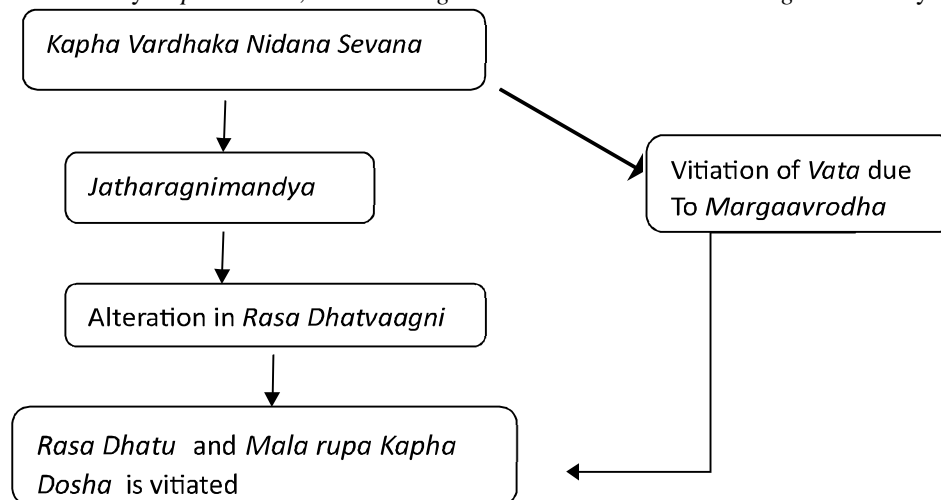 Kapha Vardhaka Nidana Sevana
Jatharagnimandya
Vitiation of Vata due
To Margaavrodha
Alteration in Rasa Dhatvaagni
Rasa Dhatu and Mala rupa Kapha
Dosha is vitiated